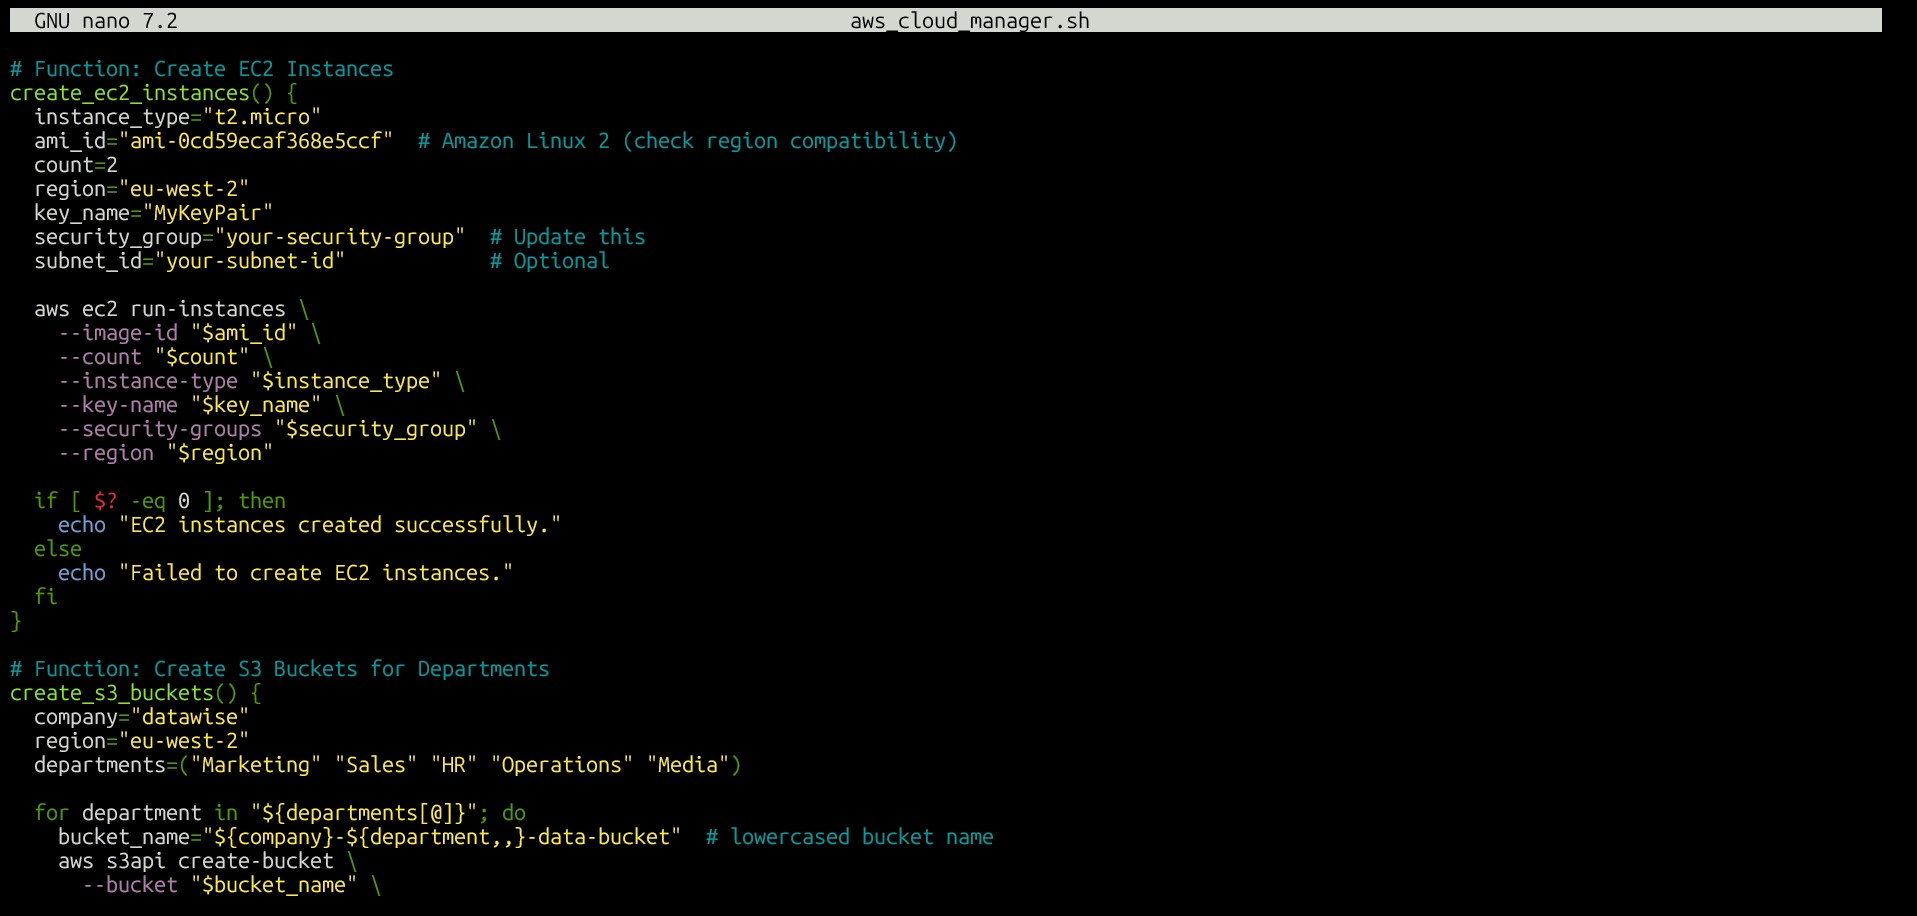 GNU nano 7.2 aws_cloud_manager.sh
# Function: Create EC2 Instances
create_ec2_instances() {
  instance_type="t2.micro"
  ami_id="ami-0cd59ecaf368e5ccf"  # Amazon Linux 2 (check region compatibility)
  count=2
  region="eu-west-2"
  key_name="MyKeyPair"
  security_group="your-security-group"  # Update this
  subnet_id="your-subnet-id"            # Optional

  aws ec2 run-instances \
    --image-id "$ami_id" \
    --count "$count" \
    --instance-type "$instance_type" \
    --key-name "$key_name" \
    --security-groups "$security_group" \
    --region "$region"

  if [ $? -eq 0 ]; then
    echo "EC2 instances created successfully."
  else
    echo "Failed to create EC2 instances."
  fi
}

# Function: Create S3 Buckets for Departments
create_s3_buckets() {
  company="datawise"
  region="eu-west-2"
  departments=("Marketing" "Sales" "HR" "Operations" "Media")

  for department in "${departments[@]}"; do
    bucket_name="${company}-${department,,}-data-bucket"  # lowercased bucket name
    aws s3api create-bucket \
      --bucket "$bucket_name" \